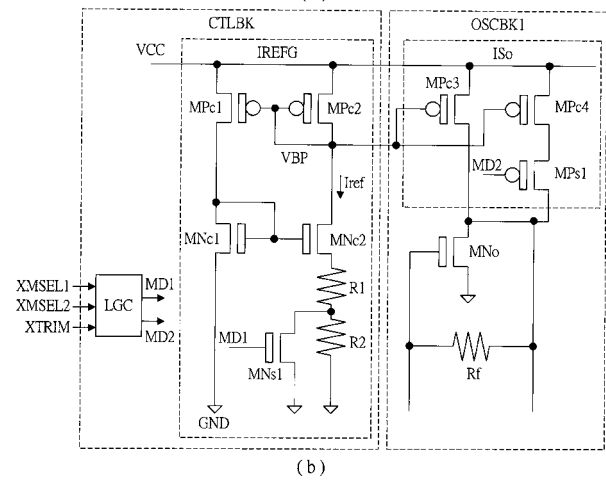 CTLBK
OSCBK1
VCC
IREFG
ISo
MPc1
MPc2
MPc3
MPc4
VBP
Iref
MD2
MPs1
MNc1
MNc2
MNo
XMSEL1
XMSEL2
XTRIM
LGC
MD1
MD2
MD1
MNs1
R1
R2
Rf
GND
(b)